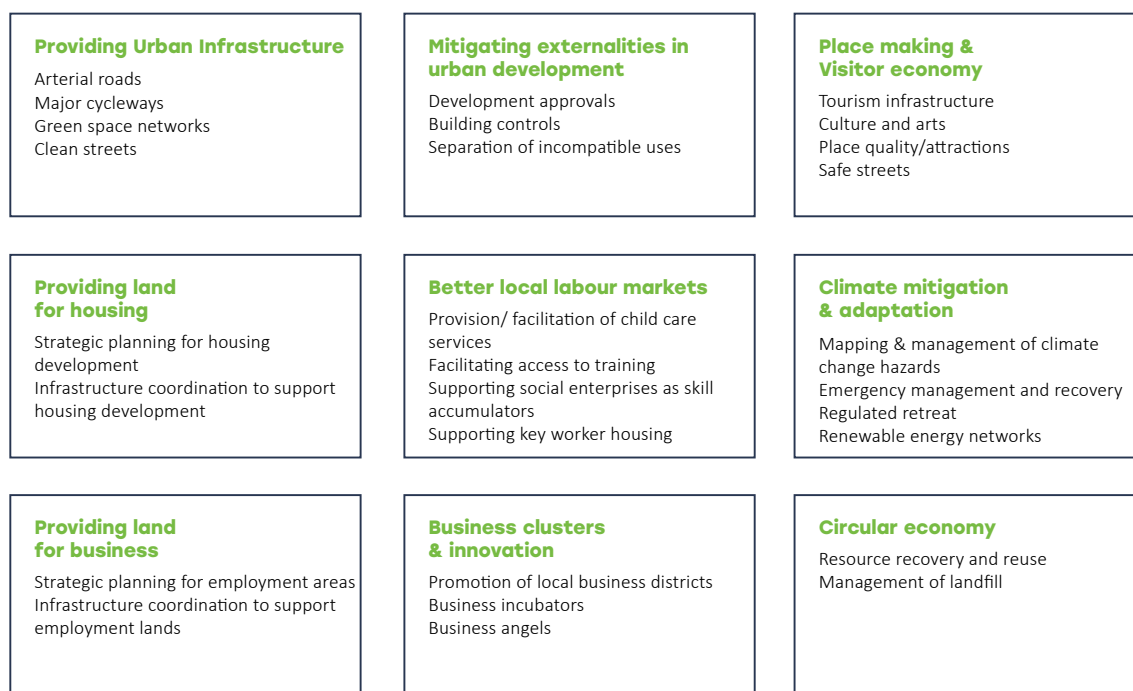 Providing Urban Infrastructure
Arterial roads
Major cycleways
Green space networks
Clean streets
Mitigating externalities in
urban development
Development approvals
Building controls
Separation of incompatible uses
Place making &
Visitor economy
Tourism infrastructure
Culture and arts
Place quality/attractions
Safe streets
Providing land
for housing
Strategic planning for housing
development
Infrastructure coordination to support
housing development
Better local labour markets
Provision/ facilitation of child care
services
Facilitating access to training
Supporting social enterprises as skill
accumulators
Supporting key worker housing
Climate mitigation
& adaptation
Mapping & management of climate
change hazards
Emergency management and recovery
Regulated retreat
Renewable energy networks
Providing land
for business
Strategic planning for employment areas
Infrastructure coordination to support
employment lands
Business clusters
& innovation
Promotion of local business districts
Business incubators
Business angels
Circular economy
Resource recovery and reuse
Management of landfill